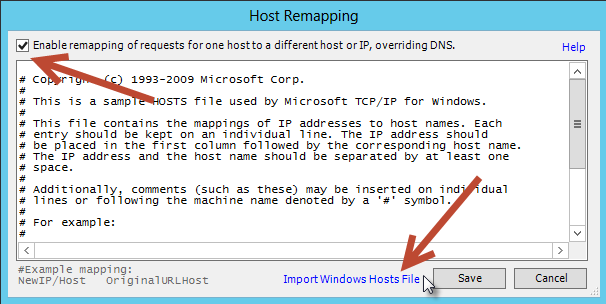 Host Remapping
Enable remapping of requests for one host to a different host or IP, overriding DNS.
Help
# (c) 1993-2009 Microsoft Corp.
#
# This is a sample HOSTS file used by Microsoft TCP/IP for Windows.
#
# This file contains the mappings of IP addresses to host names. Each
# entry should be kept on an individual line. The IP address should
# be placed in the first column followed by the corresponding host name.
# The IP address and the host name should be separated by at least one
# space.
#
# Additionally, comments (such as these) may be inserted on individual
# lines or following the machine name denoted by a '#' symbol.
#
# For example:
#
#Example mapping:
NewIP/Host OriginalURLHost
Import Windows Hosts File
Save
Cancel